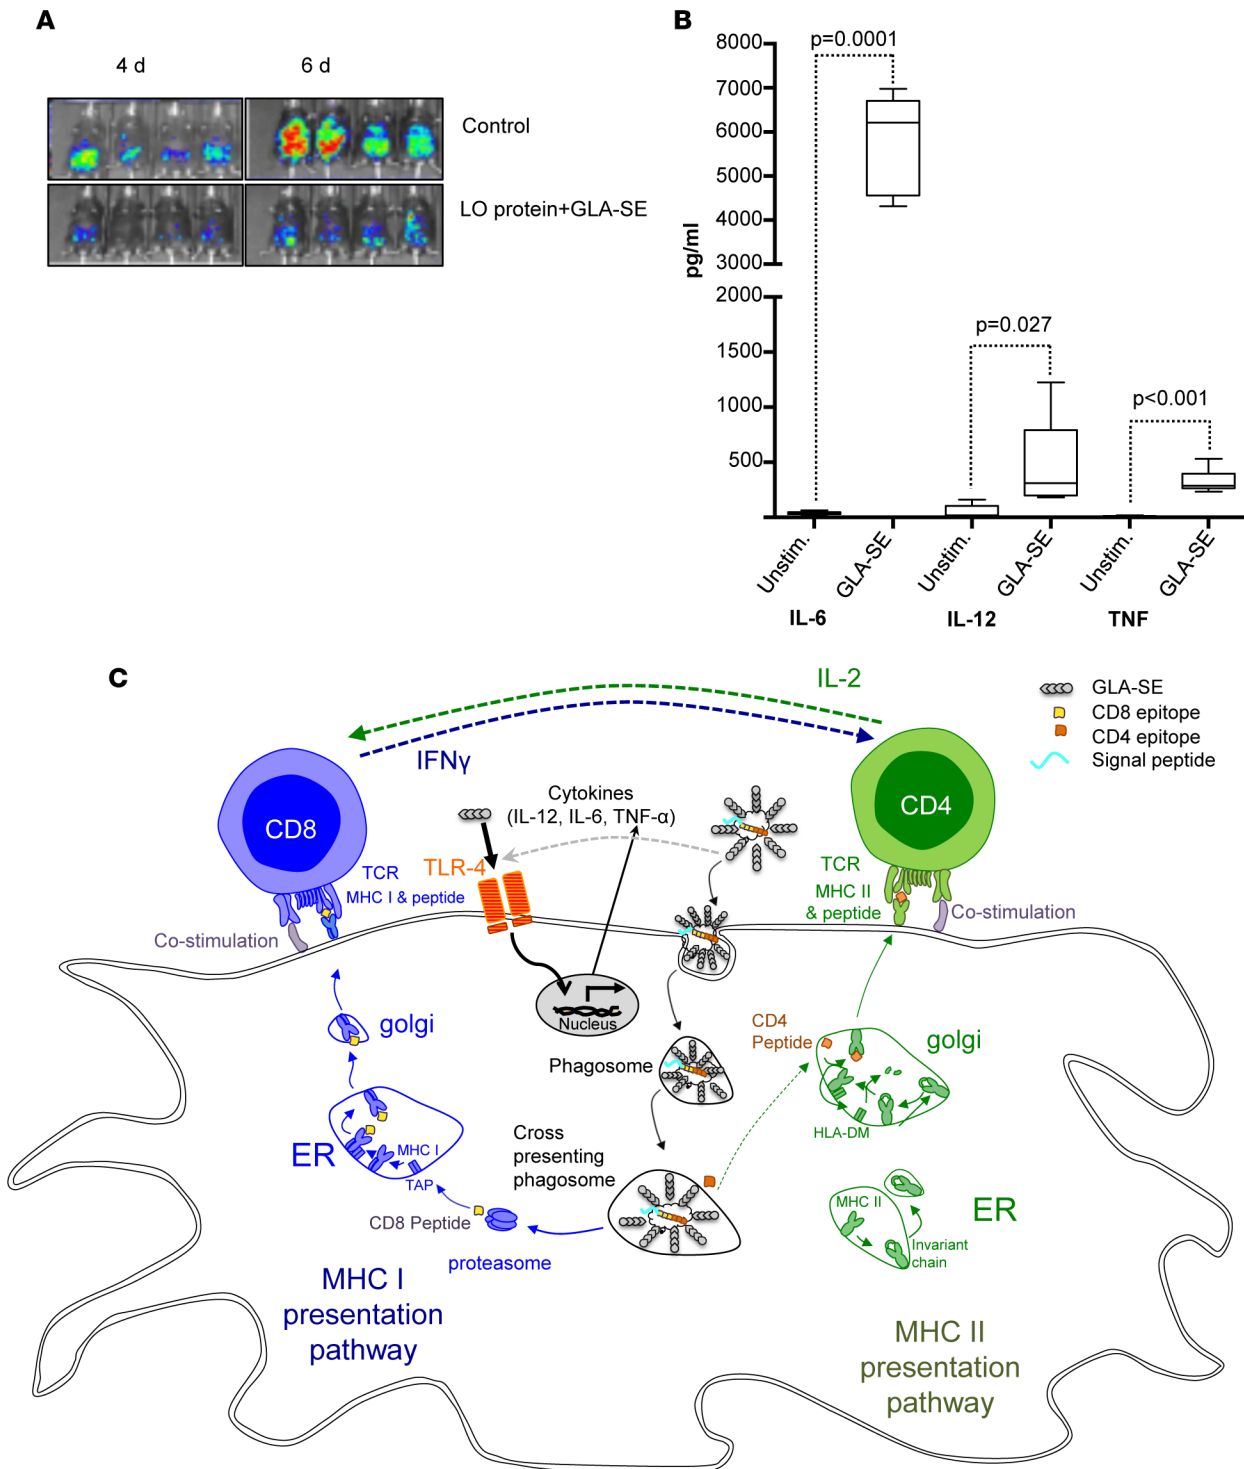 A
4 d
6 d
Control
LO protein+GLA-SE
B
8000
7000
6000
5000
4000
3000
2000
1500
1000
500
pg/ml
p=0.0001
p=0.027
p<0.001
Unstim.
GLA-SE
Unstim.
GLA-SE
Unstim.
GLA-SE
IL-6
IL-12
TNF
C
IL-2
IFNγ
GLA-SE
CD8 epitope
CD4 epitope
Signal peptide
CD8
CD4
Cytokines
(IL-12, IL-6, TNF-α)
TLR-4
TCR
MHC I & peptide
Co-stimulation
TCR
MHC II
& peptide
Co-stimulation
Nucleus
golgi
Phagosome
CD4
Peptide
golgi
HLA-DM
ER
MHC I
TAP
CD8 Peptide
proteasome
Cross
presenting
phagosome
MHC II
ER
Invariant
chain
MHC I
presentation
pathway
MHC II
presentation
pathway